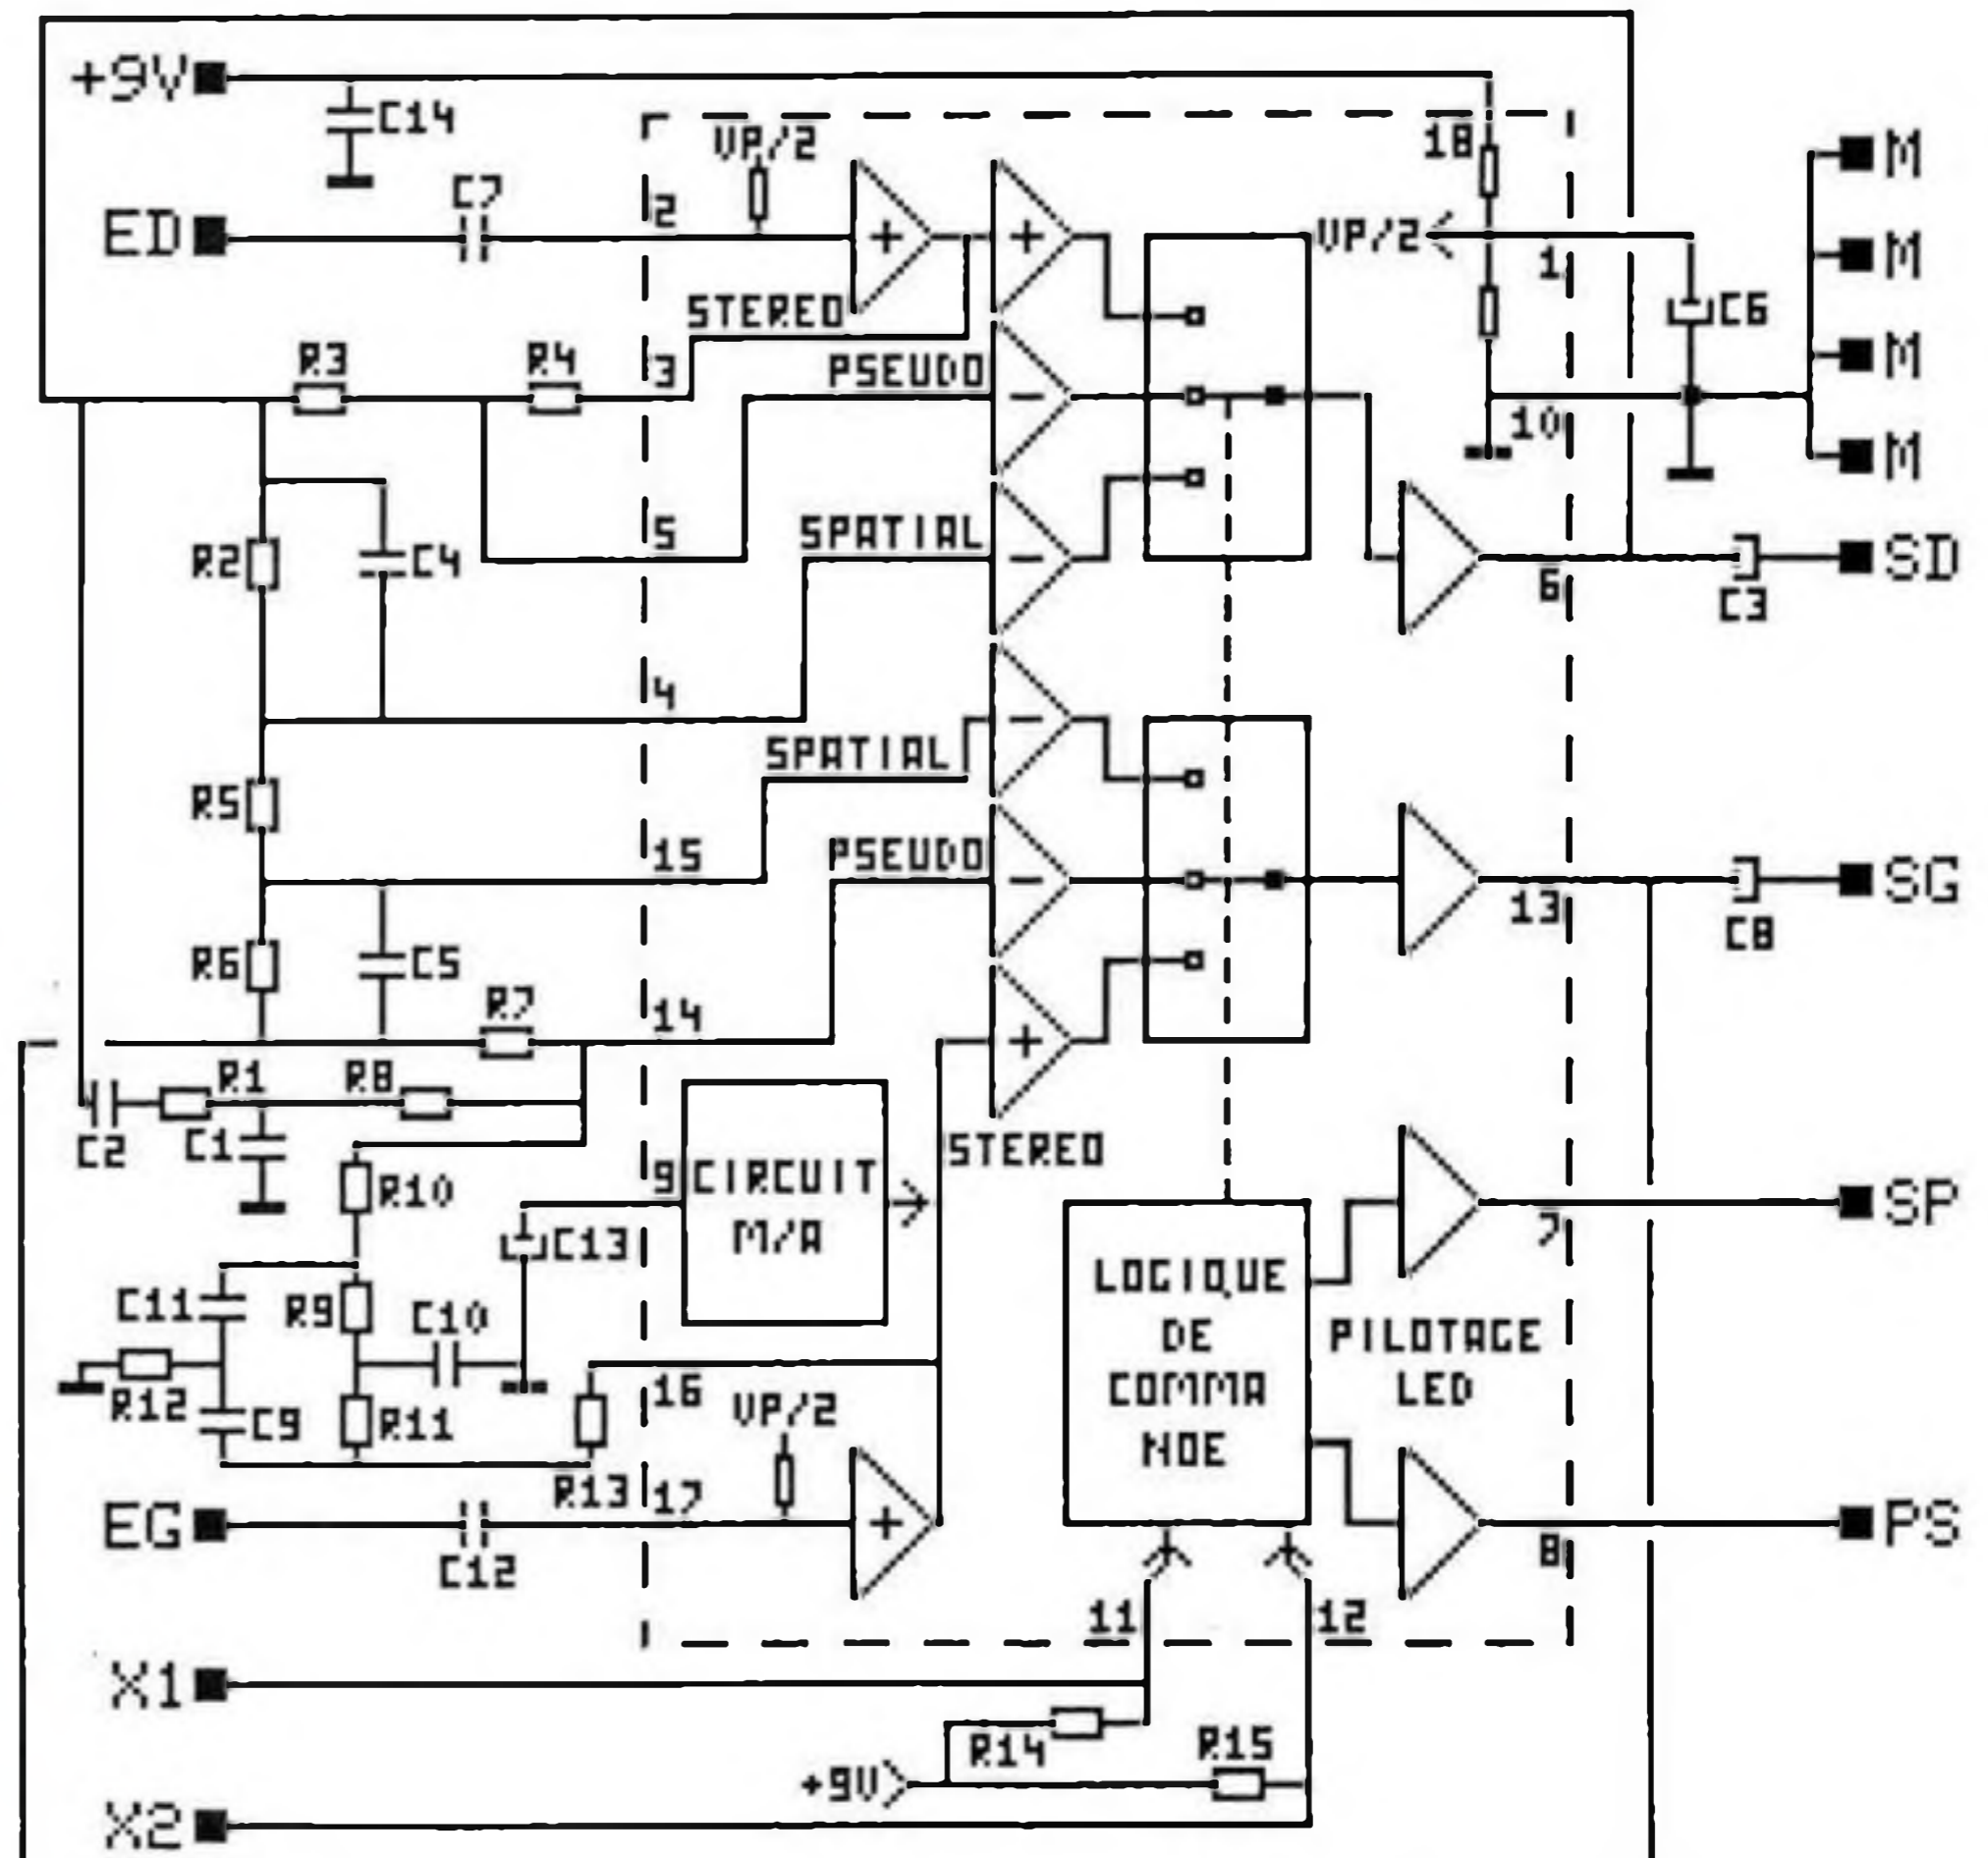 +9V
C14
VP/2
18
M
ED
C7
2
VP/2
1
M
STEREO
C6
R3
R4
3
PSEUDO
M
10
M
R2
C4
5
SPATIAL
6
SD
C3
4
SPATIAL
R5
15
PSEUDO
13
SG
C8
R6
C5
R7
14
C2
R1
R8
C1
STEREO
R10
9
CIRCUIT
M/A
C13
7
SP
LOGIQUE
DE
COMMA
NDE
PILOTAGE
LED
C11
R9
C10
R12
C9
R11
16
VP/2
R13
17
EG
C12
8
PS
11
12
X1
R14
R15
+9V
X2